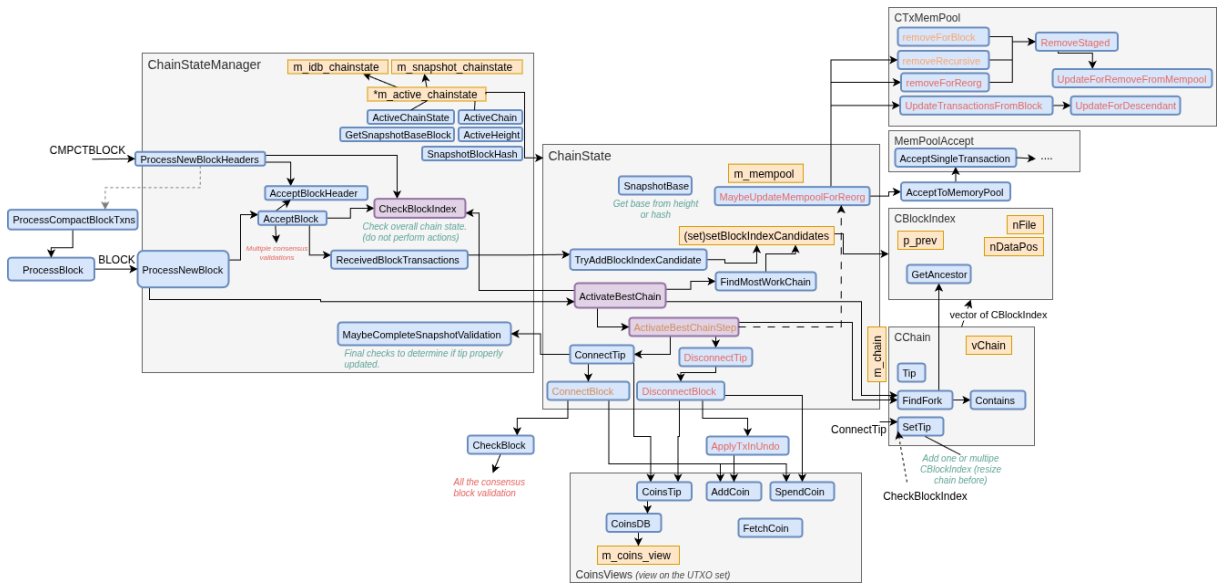 CTxMemPool
removeForBlock
removeRecursive
removeForReorg
RemoveStaged
UpdateForRemoveFromMempool
UpdateTransactionsFromBlock
UpdateForDescendant
ChainStateManager
m_idb_chainstate
m_snapshot_chainstate
*m_active_chainstate
ActiveChainState
ActiveChain
GetSnapshotBaseBlock
ActiveHeight
SnapshotBlockHash
CMPCTBLOCK
ProcessNewBlockHeaders
AcceptBlockHeader
AcceptBlock
CheckBlockIndex
Check overall chain state.
(do not perform actions)
Multiple consensus
validations
ProcessCompactBlockTxns
ProcessBlock
BLOCK
ProcessNewBlock
ReceivedBlockTransactions
MaybeCompleteSnapshotValidation
Final checks to determine if tip properly
updated.
ChainState
SnapshotBase
Get base from height
or hash
m_mempool
MaybeUpdateMempoolForReorg
(set)setBlockIndexCandidates
TryAddBlockIndexCandidate
FindMostWorkChain
ActivateBestChain
ActivateBestChainStep
ConnectTip
DisconnectTip
ConnectBlock
DisconnectBlock
MemPoolAccept
AcceptSingleTransaction
....
AcceptToMemoryPool
CBlockIndex
nFile
p_prev
nDataPos
GetAncestor
vector of CBlockIndex
m_chain
CChain
vChain
Tip
FindFork
Contains
ConnectTip
SetTip
Add one or multipe
CBlockIndex (resize
chain before)
CheckBlockIndex
CheckBlock
All the consensus
block validation
ApplyTxInUndo
CoinsTip
AddCoin
SpendCoin
CoinsDB
FetchCoin
m_coins_view
CoinsViews (view on the UTXO set)